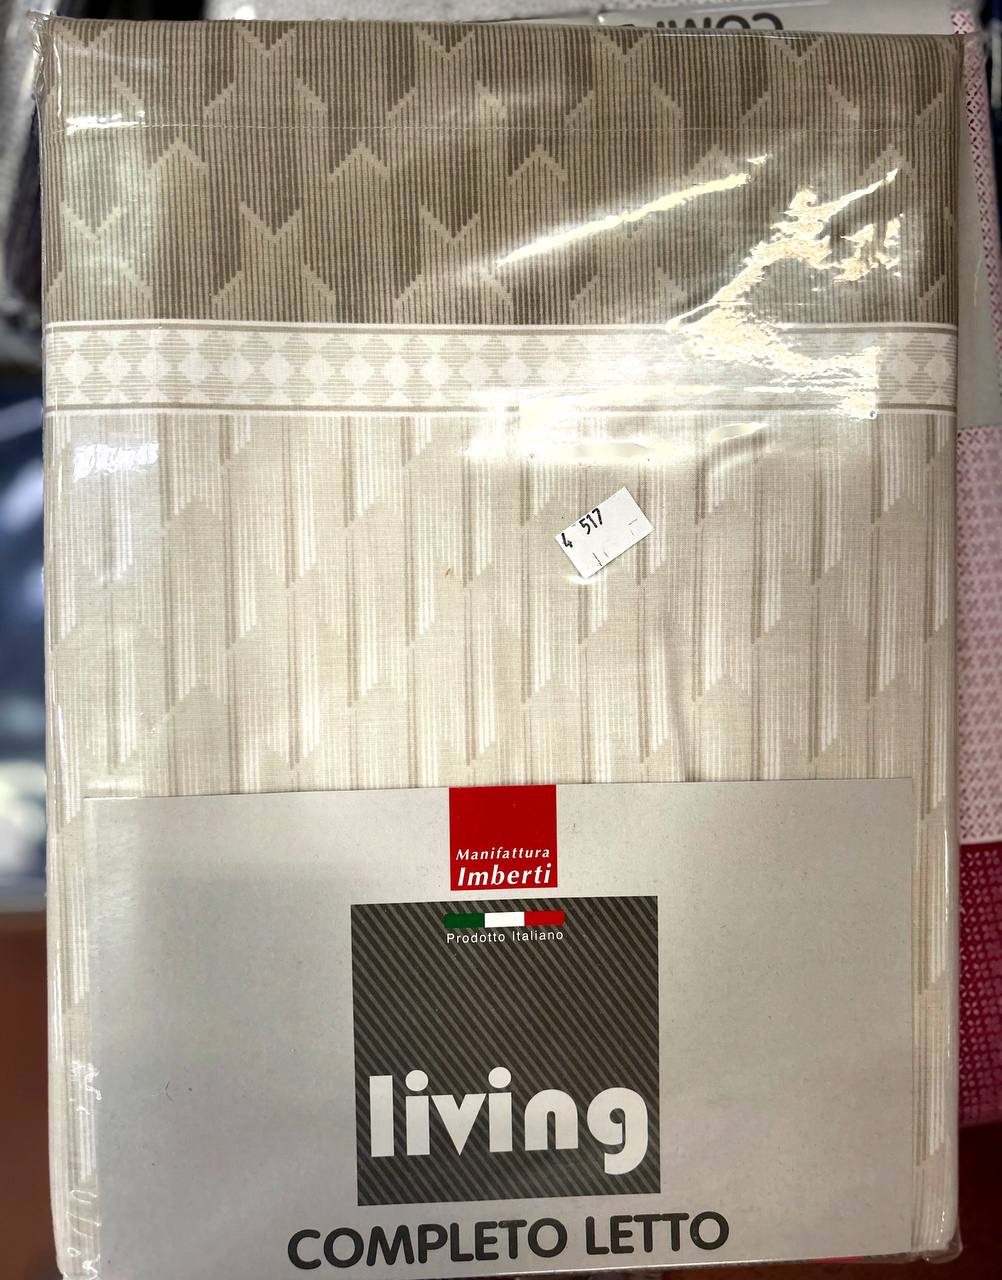 4 517
Manifattura
Imberti
Prodotto Italiano
living
COMPLETO LETTO